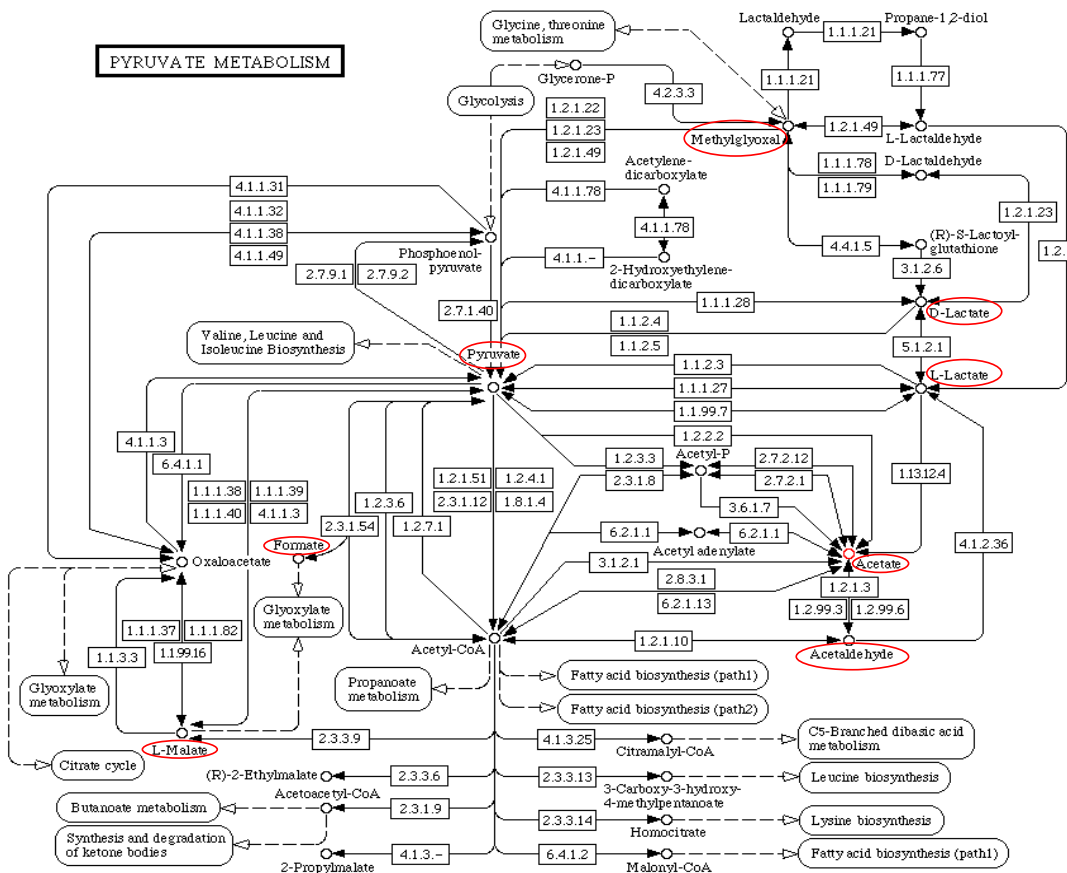 PYRUVATE METABOLISM
Glycine, threonine
metabolism
Lactaldehyde
Propane-1,2-diol
1.1.1.21
Glycerone-P
1.1.1.21
1.1.1.77
Glycolysis
4.2.3.3
1.2.1.22
1.2.1.23
1.2.1.49
Methylglyoxal
1.2.1.49
L-Lactaldehyde
D-Lactaldehyde
1.1.1.78
1.1.1.79
Acetylene-
dicarboxylate
4.1.1.78
4.1.1.78
4.1.1.-
2-Hydroxyethylene-
dicarboxylate
1.2.1.23
(R)-S-Lactoyl-
glutathione
4.4.1.5
3.1.2.6
1.2.
4.1.1.31
4.1.1.32
4.1.1.38
4.1.1.49
Phosphoenol-
pyruvate
2.7.9.1
2.7.9.2
2.7.1.40
1.1.1.28
D-Lactate
1.1.2.4
1.1.2.5
5.1.2.1
Valine, Leucine and
Isoleucine Biosynthesis
Pyruvate
L-Lactate
1.1.2.3
1.1.1.27
1.1.99.7
1.2.2.2
4.1.1.3
6.4.1.1
1.1.1.38
1.1.1.39
1.1.1.40
4.1.1.3
1.2.3.6
2.3.1.54
1.2.7.1
1.2.1.51
1.2.4.1
2.3.1.12
1.8.1.4
Acetyl-P
1.2.3.3
2.3.1.8
2.7.2.12
2.7.2.1
3.6.1.7
1.13.12.4
6.2.1.1
6.2.1.1
Acetyl adenylate
4.1.2.36
Oxaloacetate
Formate
3.1.2.1
Acetate
2.8.3.1
6.2.1.13
1.2.1.3
1.2.99.3
1.2.99.6
Glyoxylate
metabolism
1.1.1.37
1.1.1.82
1.1.99.16
1.1.3.3
Acetyl-CoA
1.2.1.10
Acetaldehyde
Glyoxylate
metabolism
Propanoate
metabolism
Fatty acid biosynthesis (path1)
Fatty acid biosynthesis (path2)
L-Malate
Citrate cycle
2.3.3.9
4.1.3.25
Citramalyl-CoA
C5-Branched dibasic acid
metabolism
(R)-2-Ethylmalate
2.3.3.6
2.3.3.13
3-Carboxy-3-hydroxy-
4-methylpentanoate
Leucine biosynthesis
Acetoacetyl-CoA
Butanoate metabolism
2.3.1.9
2.3.3.14
Homocitrate
Lysine biosynthesis
Synthesis and degradation
of ketone bodies
2-Propylmalate
4.1.3.-
6.4.1.2
Malonyl-CoA
Fatty acid biosynthesis (path1)